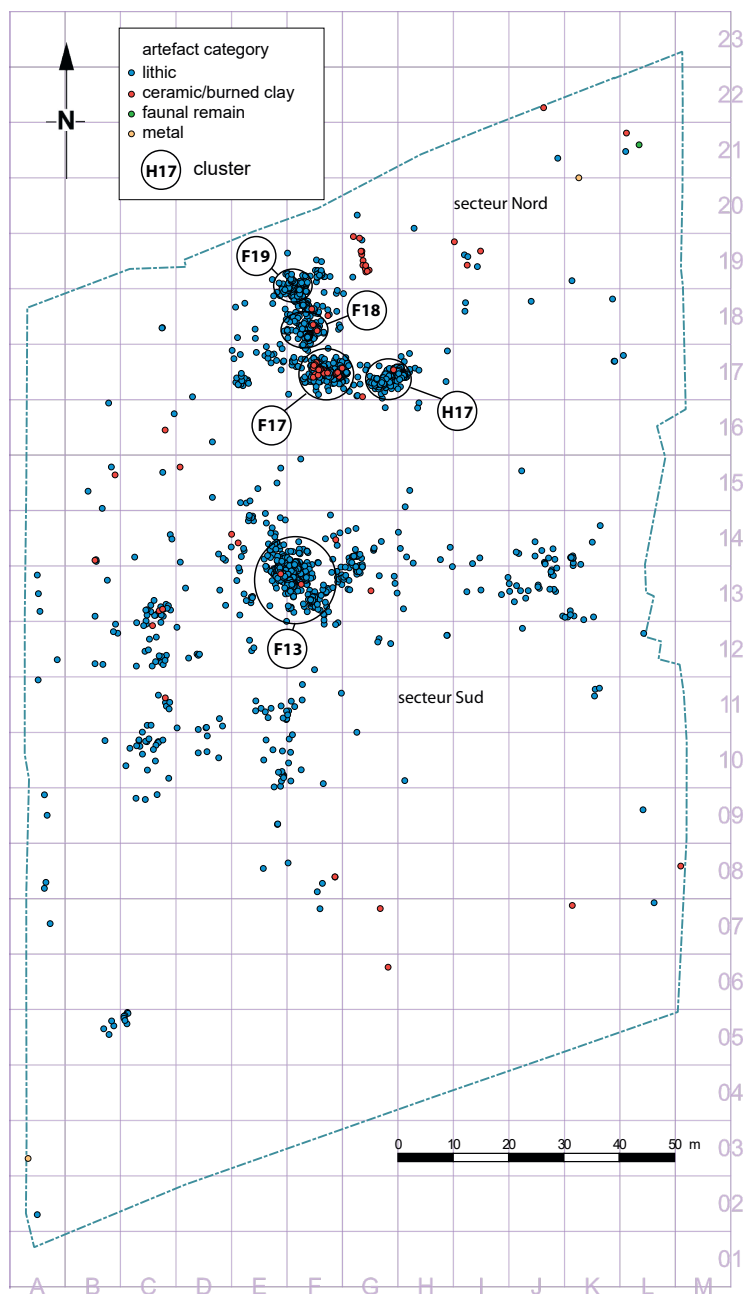 artefact category
lithic
ceramic/burned clay
faunal remain
metal
H17 cluster
N
23
22
21
secteur Nord
20
F19
19
F18
18
17
F17
H17
16
15
14
13
F13
12
secteur Sud
11
10
09
08
07
06
05
04
0 10 20 30 40 50 m
03
02
01
A B C D E F G H I J K L M